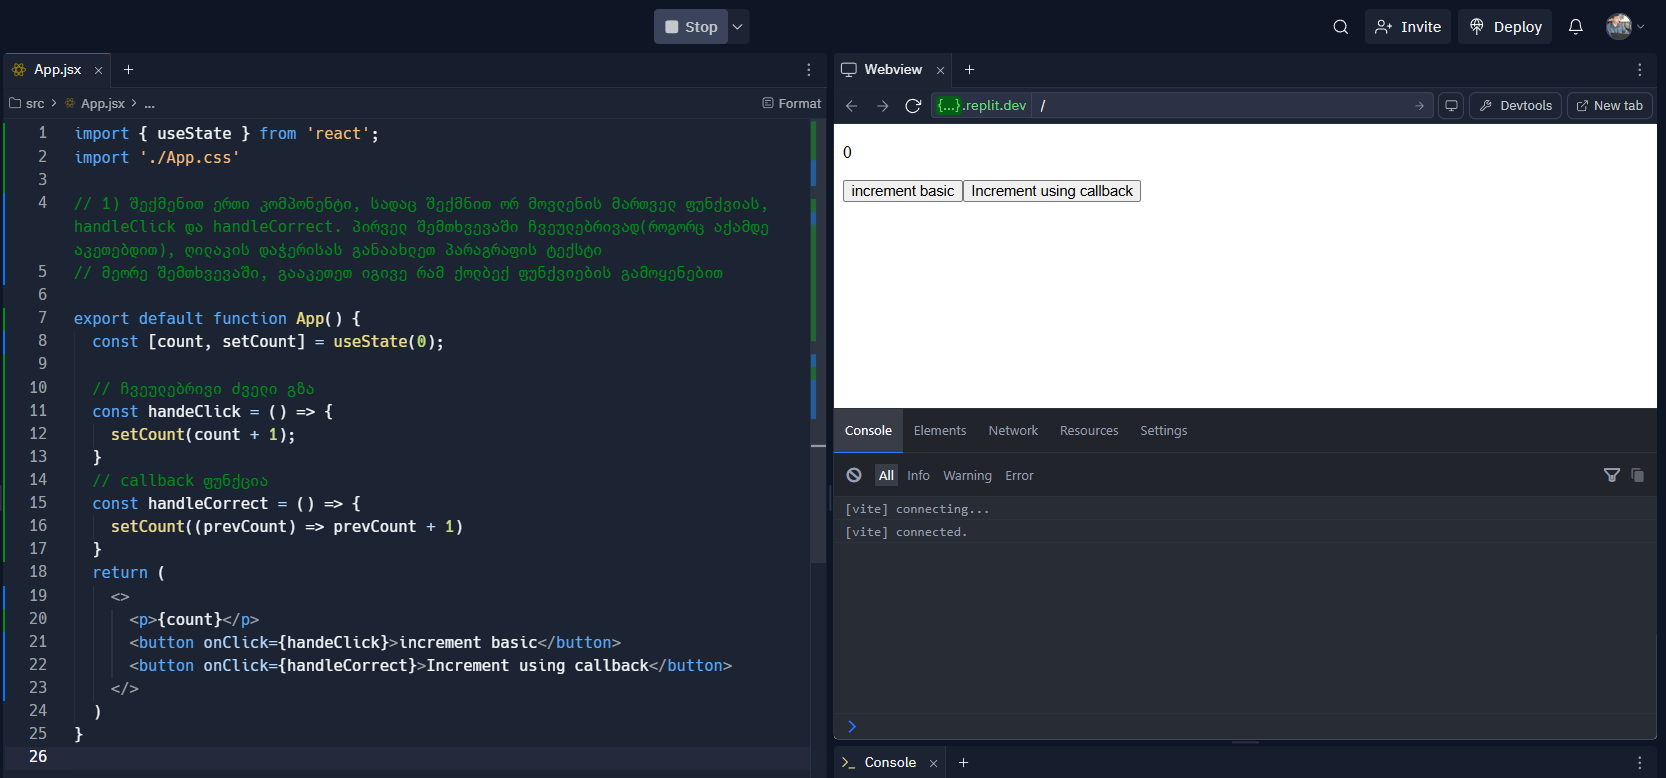 Stop
Invite
Deploy
App.jsx
src > App.jsx > ...
Format
1 import { useState } from 'react';
2 import './App.css'
3
4 // 1) შექმენით ერთი კომპონენტი, სადაც შექმნით ორ მოვლენის მართველ ფუნქვიას,
handleClick და handleCorrect. პირველ შემთხვევაში ჩვეულებრივად(როგორც აქამდე
აკეთებდით), ღილაკის დაჭერისას განაახლეთ პარაგრაფის ტექსტი
5 // მეორე შემთხვევაში, გააკეთეთ იგივე რამ ქოლბექ ფუნქვიების გამოყენებით
6
7 export default function App() {
8 const [count, setCount] = useState(0);
9
10 // ჩვეულებრივი ძველი გზა
11 const handeClick = () => {
12 setCount(count + 1);
13 }
14 // callback ფუნქცია
15 const handleCorrect = () => {
16 setCount((prevCount) => prevCount + 1)
17 }
18 return (
19 <>
20 <p>{count}</p>
21 <button onClick={handeClick}>increment basic</button>
22 <button onClick={handleCorrect}>Increment using callback</button>
23 </>
24 )
25 }
26
Webview
{...}.replit.dev /
Devtools
New tab
0
increment basic Increment using callback
Console Elements Network Resources Settings
All Info Warning Error
[vite] connecting...
[vite] connected.
Console